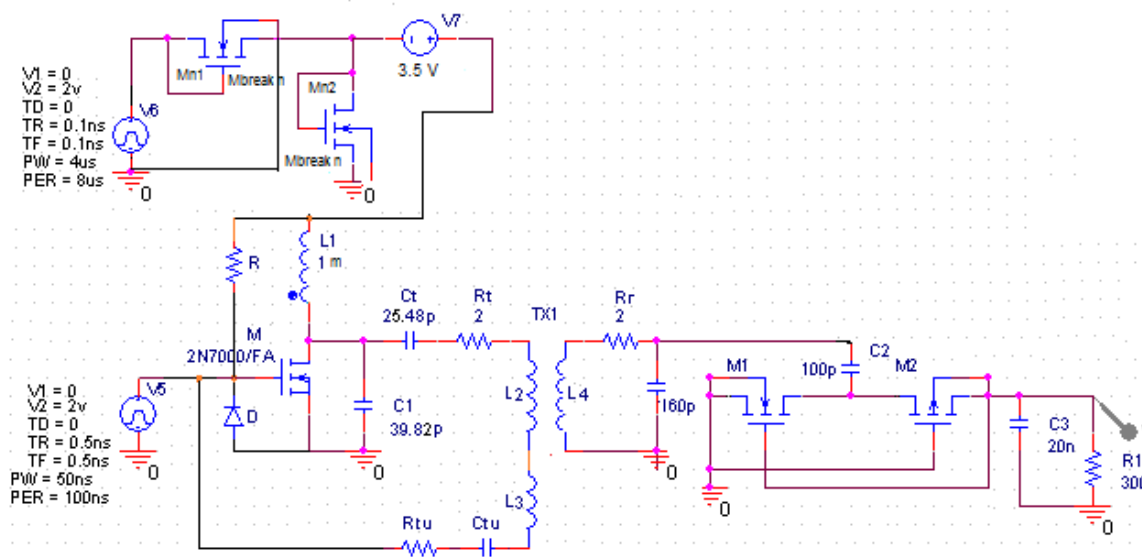 V7
3.5 V
Mn1
Mbreakn
Mn2
Mbreakn
0
V1 = 0
V2 = 2v
TD = 0
TR = 0.1ns
TF = 0.1ns
PW = 4us
PER = 8us
V6
0
R
L1
1 m
M
2N7000/FA
Ct
25.48p
Rt
2
TX1
Rr
2
L2
L4
V1 = 0
V2 = 2v
TD = 0
TR = 0.5ns
TF = 0.5ns
PW = 50ns
PER = 100ns
V5
0
D
C1
39.82p
0
160p
0
C2
100p
M1
M2
0
C3
20n
R1
300
0
L3
Rtu
Ctu